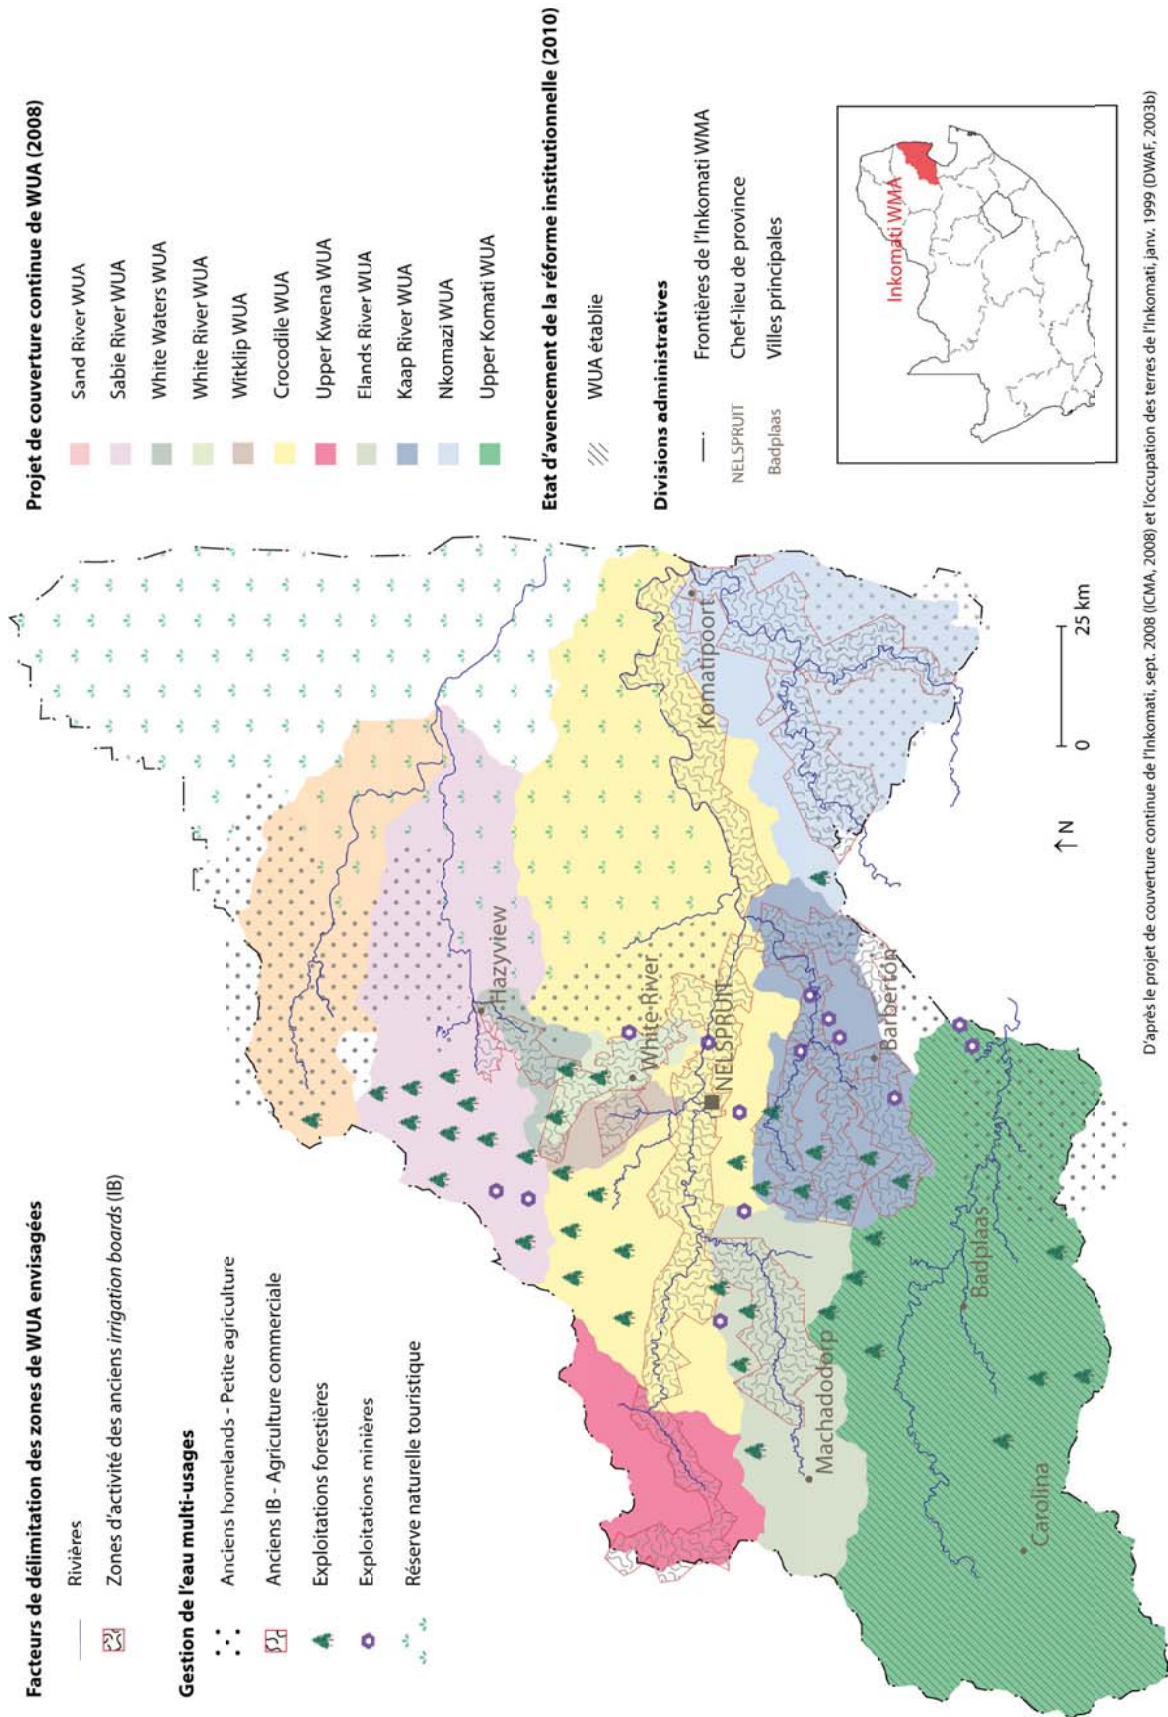 Facteurs de délimitation des zones de WUA envisagées
Rivières
Zones d'activité des anciens irrigation boards (IB)
Gestion de l'eau multi-usages
Anciens homelands - Petite agriculture
Anciens IB - Agriculture commerciale
Exploitations forestières
Exploitations minières
Réserve naturelle touristique
Projet de couverture continue de WUA (2008)
Sand River WUA
Sabie River WUA
White Waters WUA
White River WUA
Witklip WUA
Crocodile WUA
Upper Kwena WUA
Elands River WUA
Kaap River WUA
Nkomazi WUA
Upper Komati WUA
Etat d'avencement de la réforme institutionnelle (2010)
WUA établie
Divisions administratives
Frontières de l'Inkomati WMA
NELSPRUIT Chef-lieu de province
Badplaas Villes principales
Inkomati WMA
Hazyview
White River
NELSPRUIT
Komatipoort
Barberton
Machadodorp
Badplaas
Carolina
N
0 25 km
D'après le projet de couverture continue de l'Inkomati, sept. 2008 (ICMA, 2008) et l'occupation des terres de l'Inkomati, janv. 1999 (DWAF, 2003b)